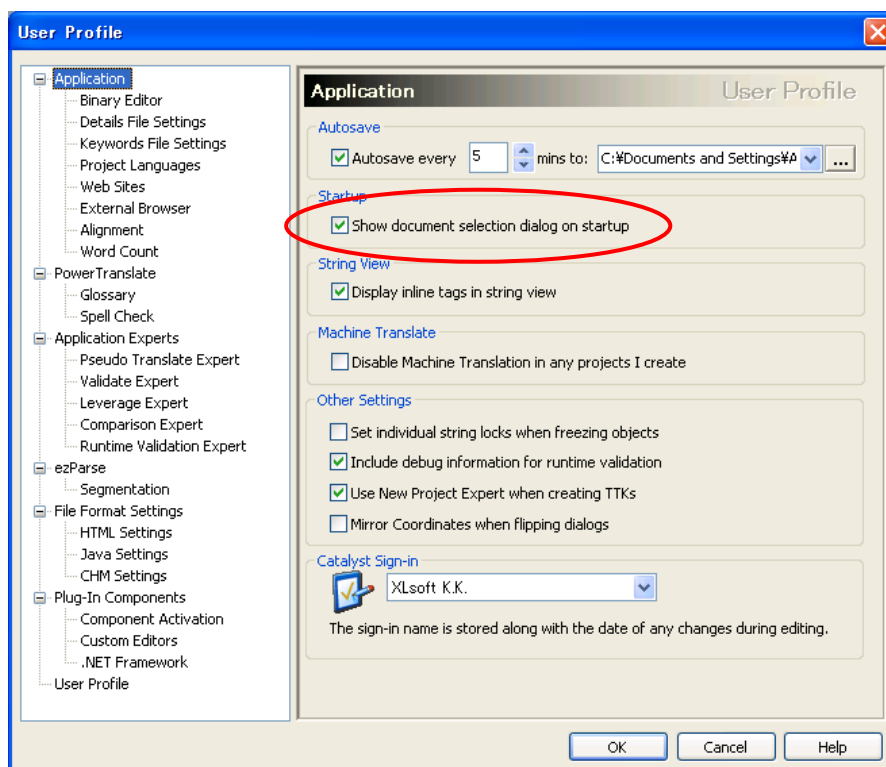 User Profile
Application
Binary Editor
Details File Settings
Keywords File Settings
Project Languages
Web Sites
External Browser
Alignment
Word Count
PowerTranslate
Glossary
Spell Check
Application Experts
Pseudo Translate Expert
Validate Expert
Leverage Expert
Comparison Expert
Runtime Validation Expert
ezParse
Segmentation
File Format Settings
HTML Settings
Java Settings
CHM Settings
Plug-In Components
Component Activation
Custom Editors
.NET Framework
User Profile
Application User Profile
Autosave
Autosave every 5 mins to: C:¥Documents and Settings¥A ...
Startup
Show document selection dialog on startup
String View
Display inline tags in string view
Machine Translate
Disable Machine Translation in any projects I create
Other Settings
Set individual string locks when freezing objects
Include debug information for runtime validation
Use New Project Expert when creating TTKs
Mirror Coordinates when flipping dialogs
Catalyst Sign-in
XLsoft K.K.
The sign-in name is stored along with the date of any changes during editing.
OK Cancel Help